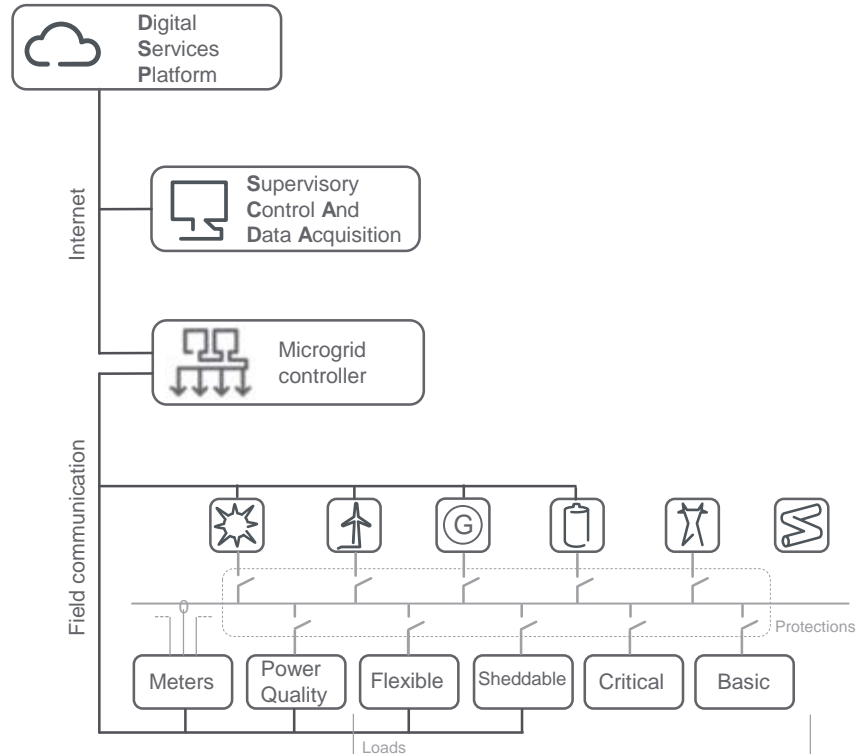 Digital
Services
Platform
Internet
Supervisory
Control And
Data Acquisition
Microgrid
controller
Field communication
G
Protections
Meters
Power
Quality
Flexible
Sheddable
Critical
Basic
Loads